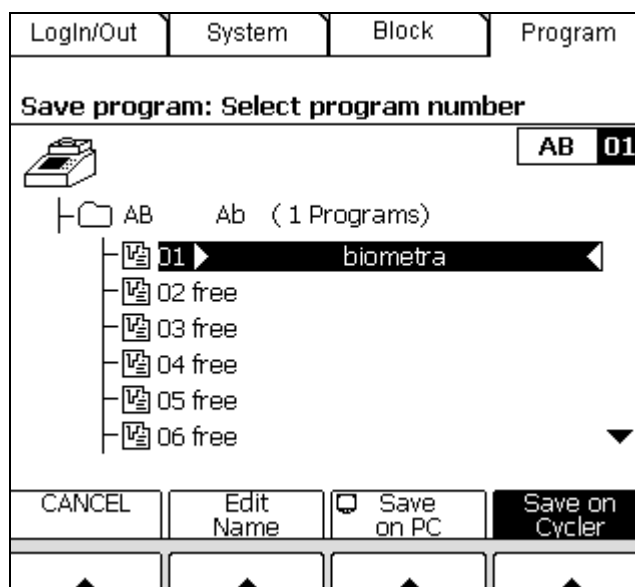 LogIn/Out System Block Program
Save program: Select program number
AB 01
AB Ab ( 1 Programs)
01 biometra
02 free
03 free
04 free
05 free
06 free
CANCEL Edit Name Save on PC Save on Cycler